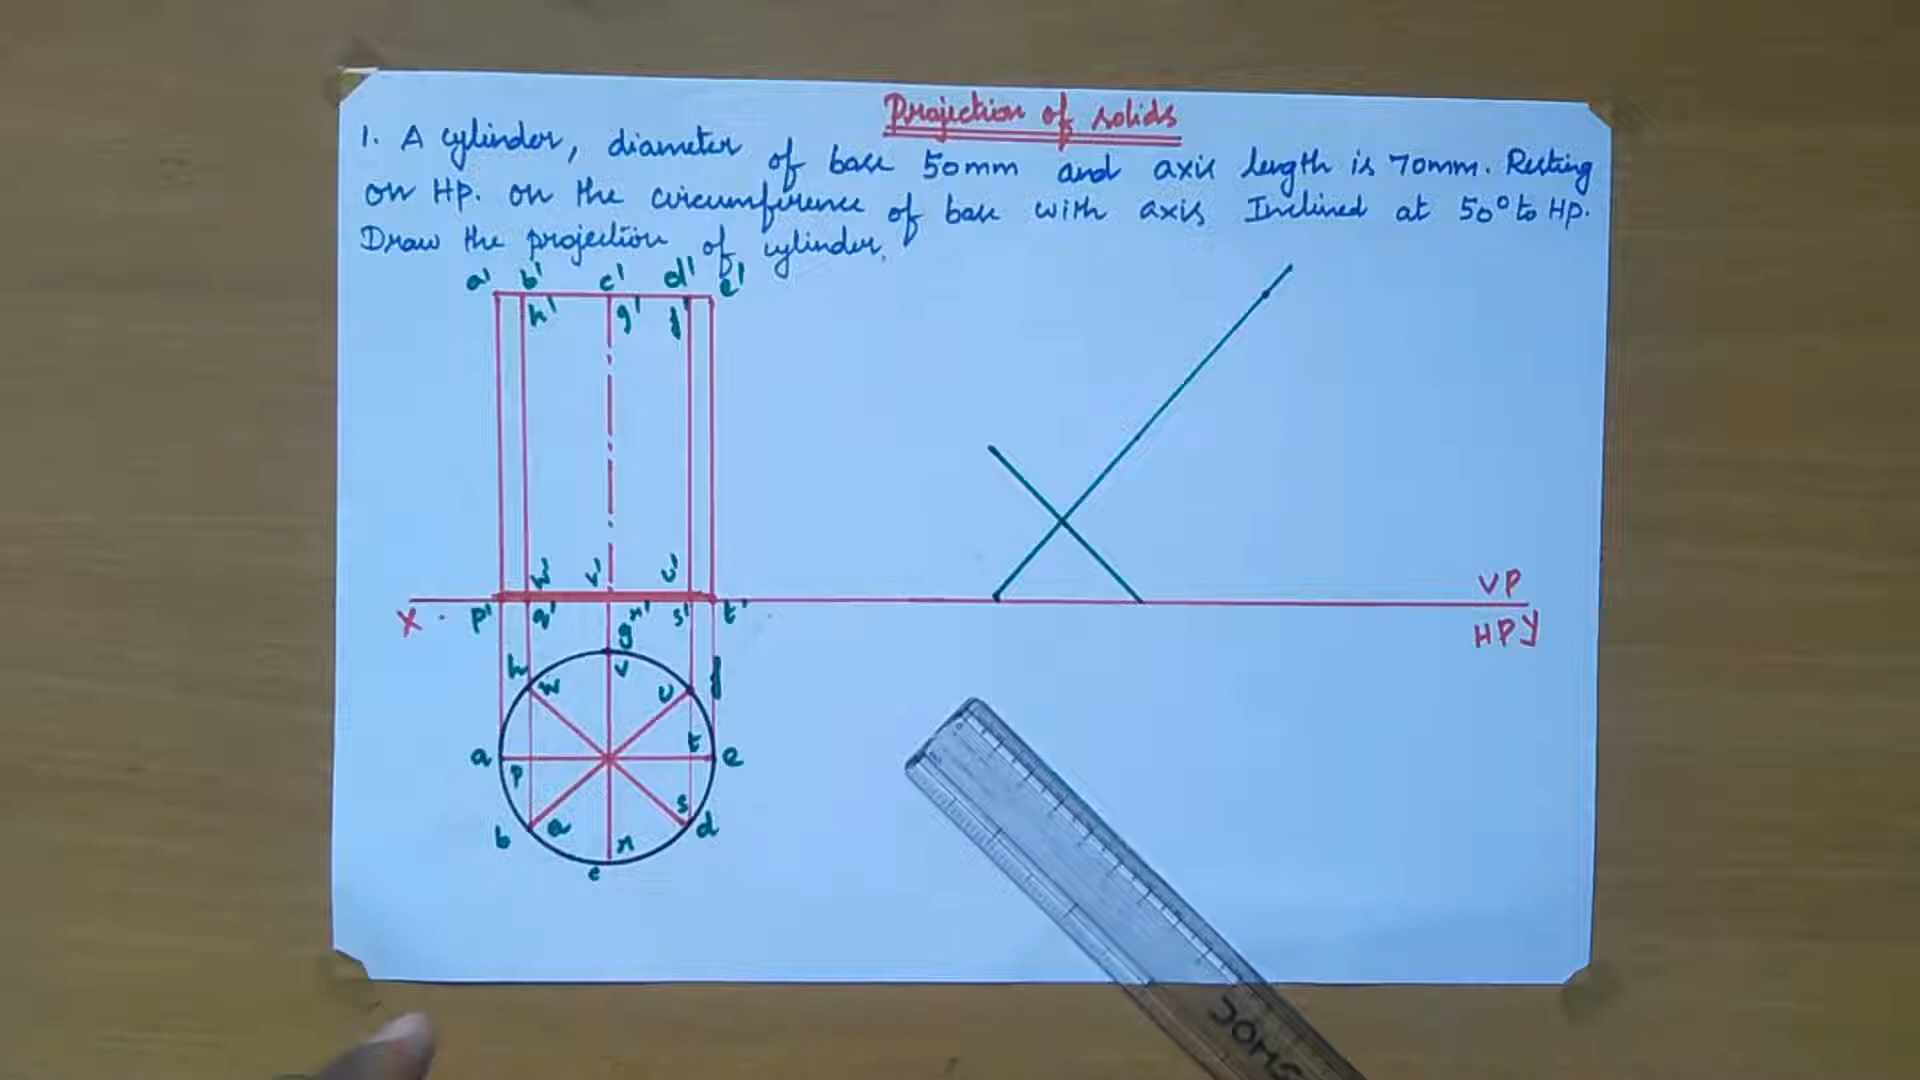 Projection of solids
1. A cylinder, diameter of base 50mm and axis length is 70mm. Resting
on HP. on the circumference of base with axis Inclined at 50° to HP.
Draw the projection of cylinder.
a' b' c' d' e'
h' g' f'
w' v' u'
VP
X p' q' r' s' t'
HP y
g
h w v u f
a p t e
b q r s d
c